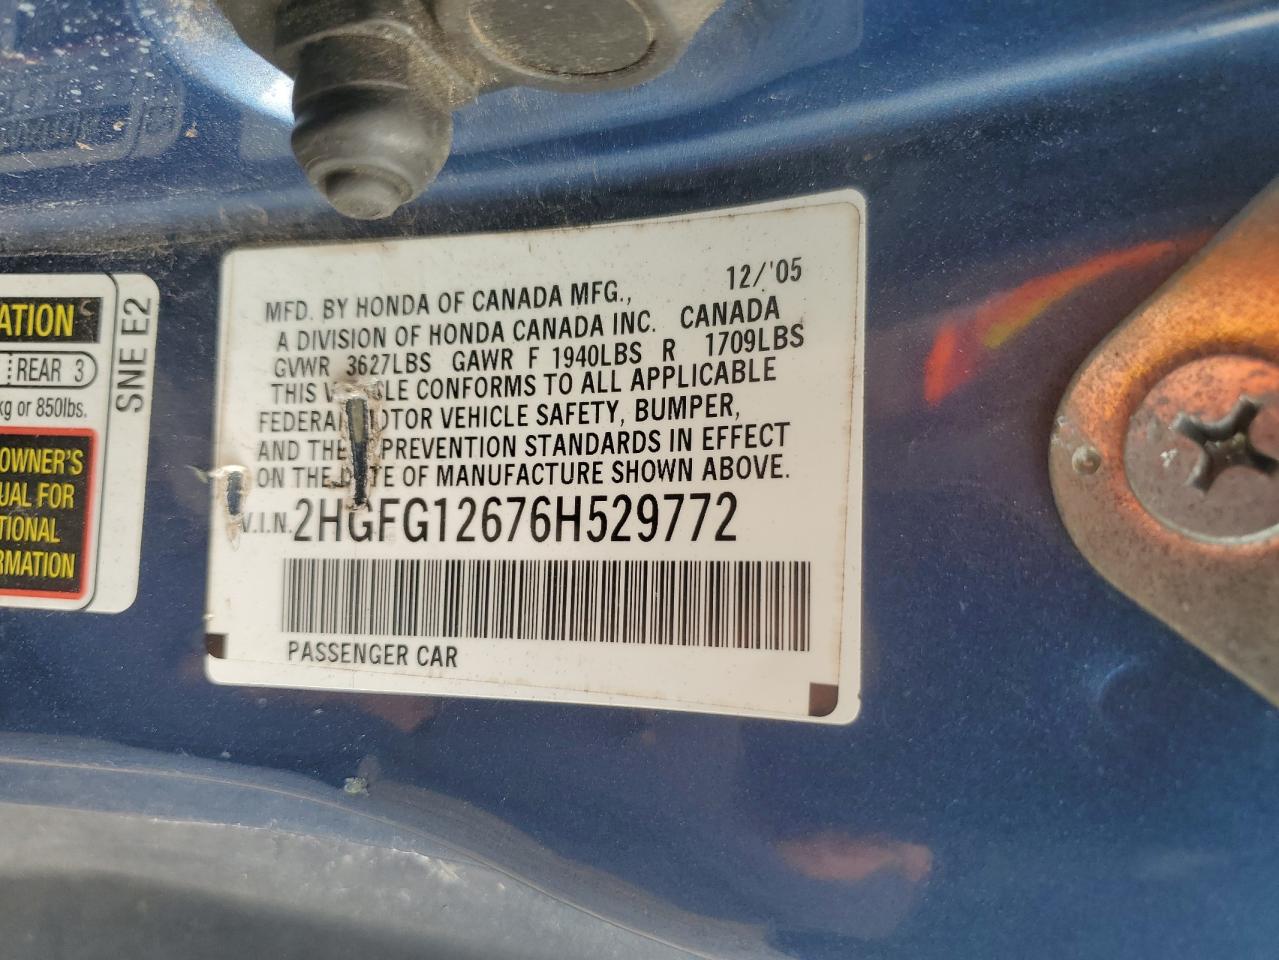 ATION
REAR 3
kg or 850lbs.
OWNER'S
UAL FOR
TIONAL
RMATION
SNE E2
12/'05
MFD. BY HONDA OF CANADA MFG.,
A DIVISION OF HONDA CANADA INC. CANADA
GVWR 3627LBS GAWR F 1940LBS R 1709LBS
THIS V CLE CONFORMS TO ALL APPLICABLE
FEDERAL MOTOR VEHICLE SAFETY, BUMPER,
AND THE PREVENTION STANDARDS IN EFFECT
ON THE DATE OF MANUFACTURE SHOWN ABOVE.
V.I.N. 2HGFG12676H529772
PASSENGER CAR